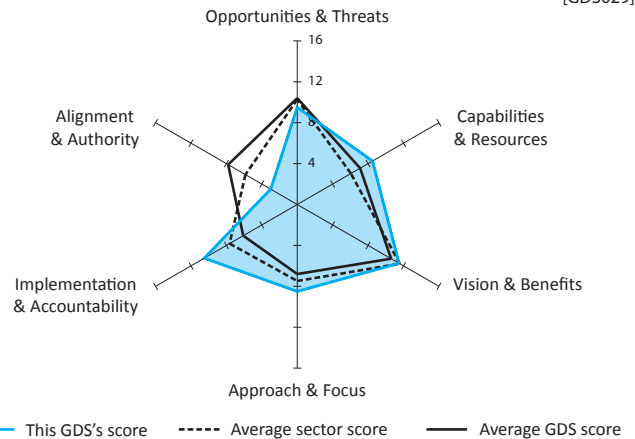 [GDS029]
Opportunities & Threats
16
12
8
4
Alignment
& Authority
Capabilities
& Resources
Implementation
& Accountability
Vision & Benefits
Approach & Focus
This GDS's score
Average sector score
Average GDS score